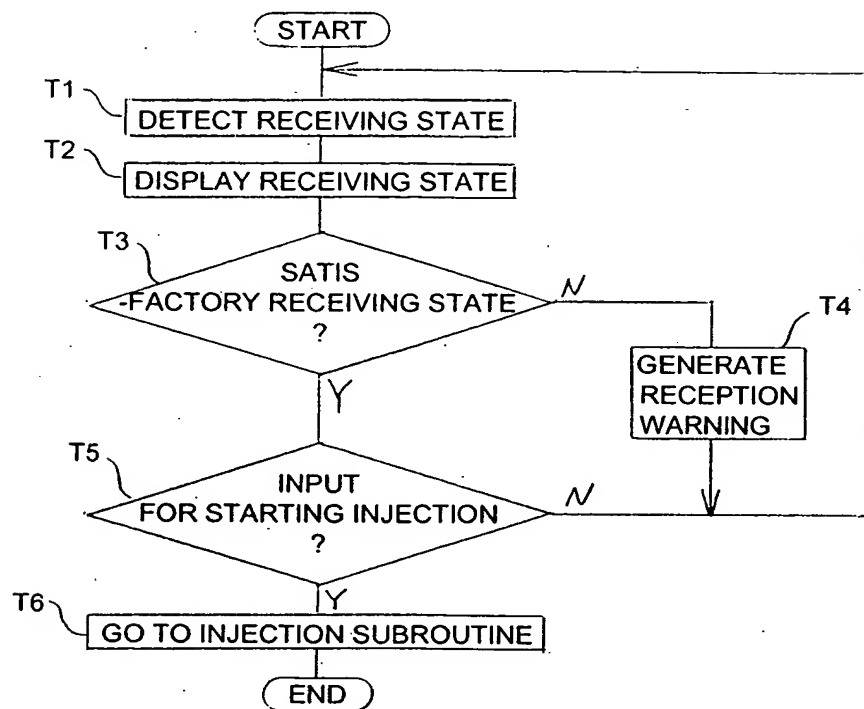 START
T1
DETECT RECEIVING STATE
T2
DISPLAY RECEIVING STATE
T3
SATIS
-FACTORY RECEIVING STATE
?
N
T4
GENERATE
RECEPTION
WARNING
Y
T5
INPUT
FOR STARTING INJECTION
?
N
Y
T6
GO TO INJECTION SUBROUTINE
END